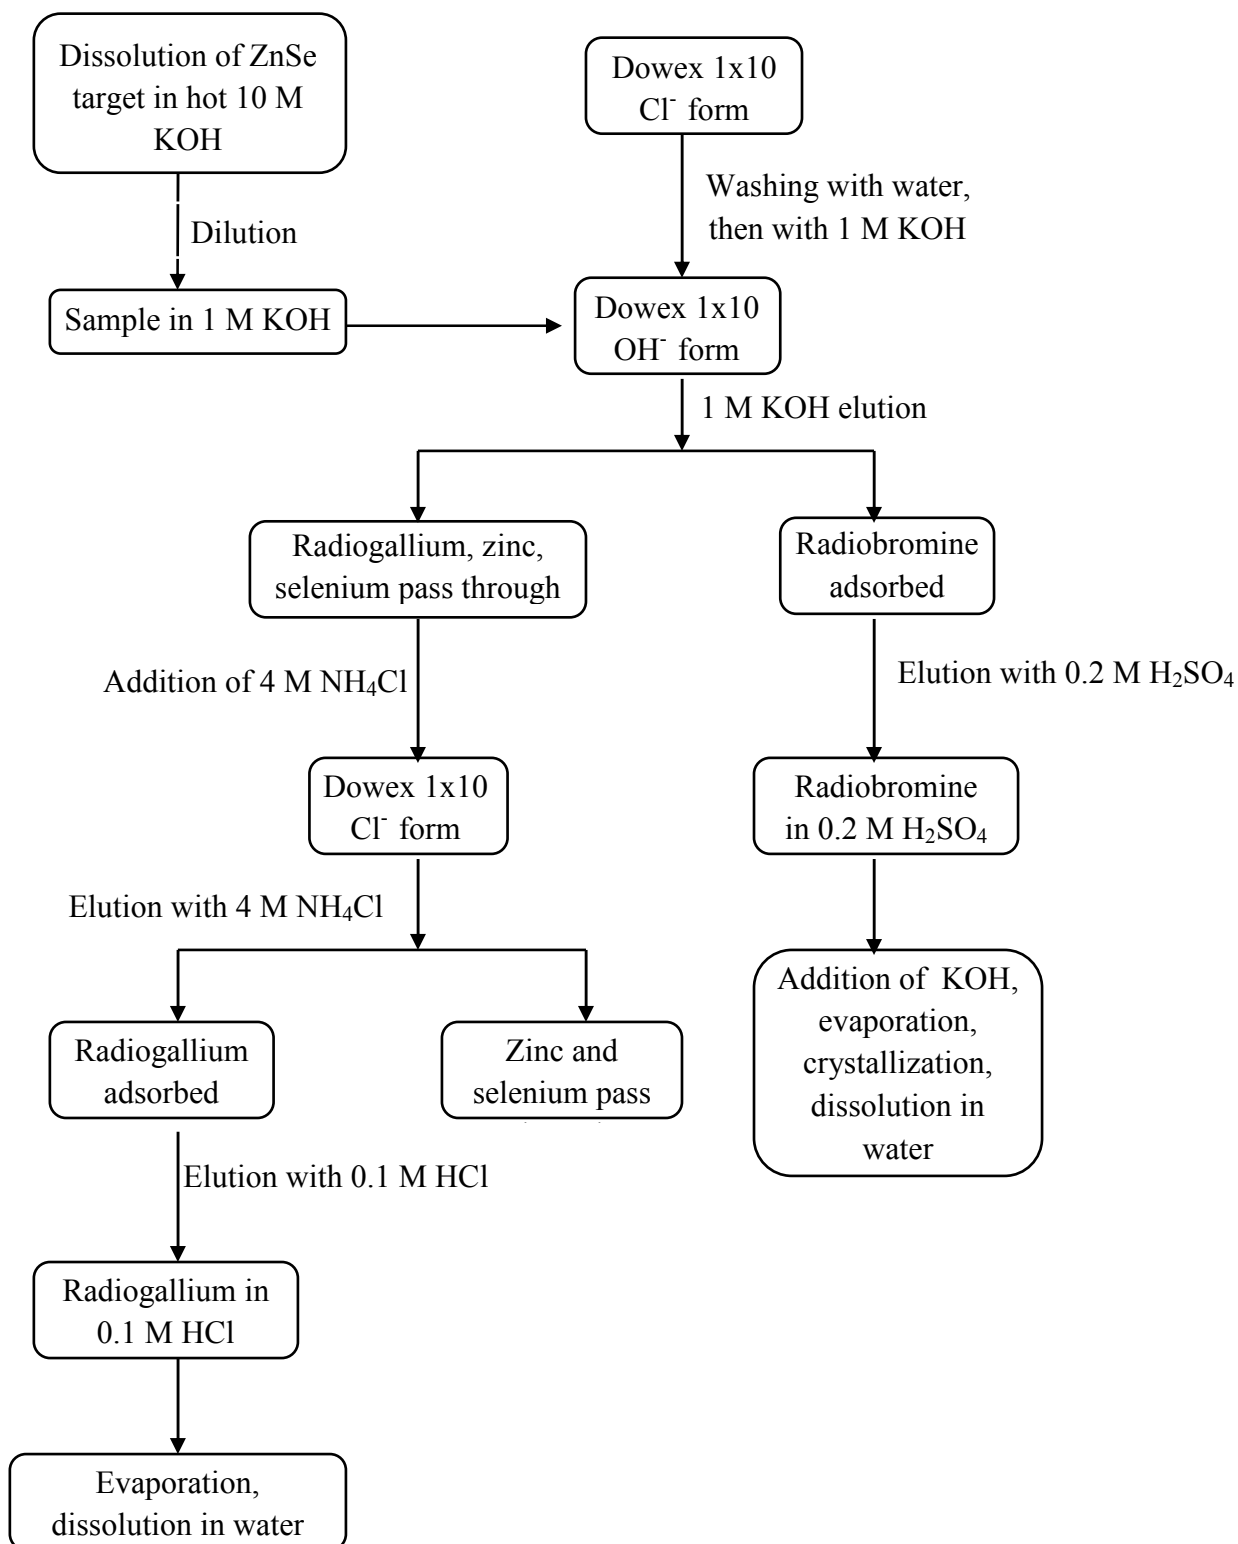 Dissolution of ZnSe
target in hot 10 M
KOH
Dowex 1x10
Cl⁻ form
Washing with water,
then with 1 M KOH
Dilution
Sample in 1 M KOH
Dowex 1x10
OH⁻ form
1 M KOH elution
Radiogallium, zinc,
selenium pass through
Radiobromine
adsorbed
Addition of 4 M NH₄Cl
Elution with 0.2 M H₂SO₄
Dowex 1x10
Cl⁻ form
Radiobromine
in 0.2 M H₂SO₄
Elution with 4 M NH₄Cl
Radiogallium
adsorbed
Zinc and
selenium pass
Addition of KOH,
evaporation,
crystallization,
dissolution in
water
Elution with 0.1 M HCl
Radiogallium in
0.1 M HCl
Evaporation,
dissolution in water